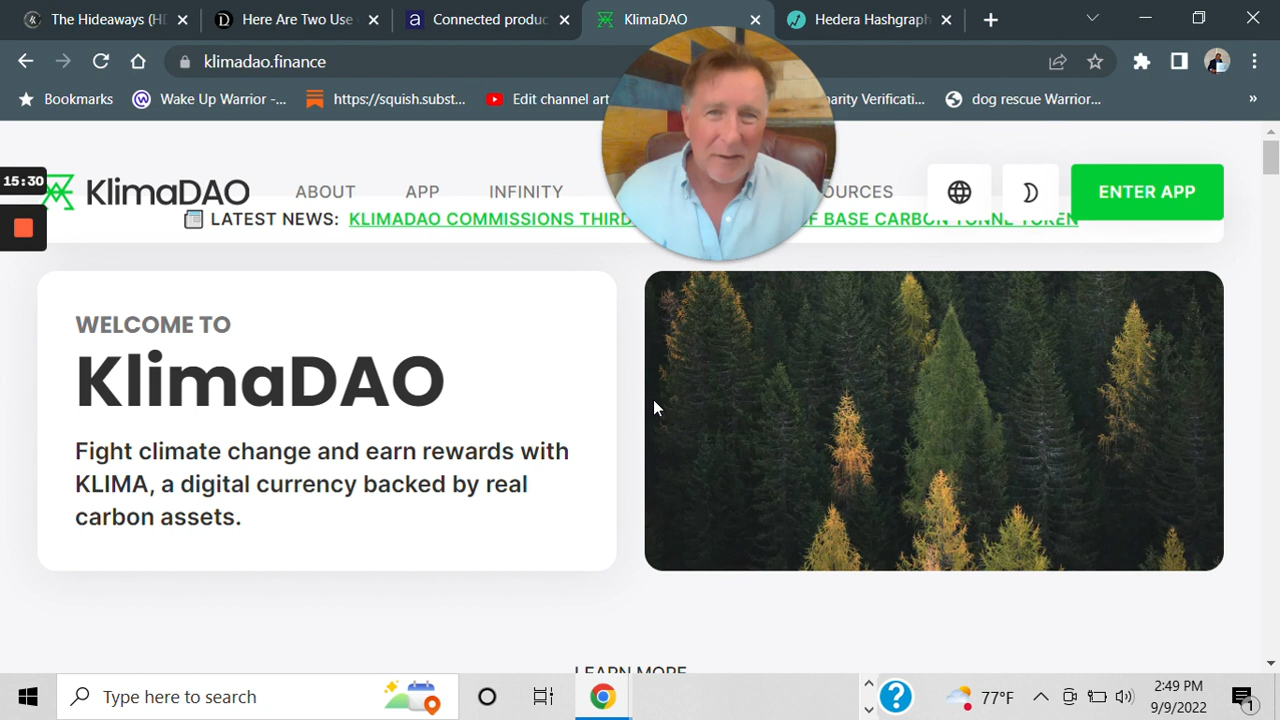 The Hideaways (HI
Here Are Two Use
Connected produc
KlimaDAO
Hedera Hashgraph
klimadao.finance
Bookmarks
Wake Up Warrior -...
https://squish.subst...
Edit channel art
arity Verificati...
dog rescue Warrior...
»
15:30
KlimaDAO
ABOUT
APP
INFINITY
OURCES
ENTER APP
LATEST NEWS: KLIMADAO COMMISSIONS THIRD OF BASE CARBON TONNE TOKEN
WELCOME TO
KlimaDAO
Fight climate change and earn rewards with
KLIMA, a digital currency backed by real
carbon assets.
LEARN MORE
Type here to search
77°F
2:49 PM
9/9/2022
1